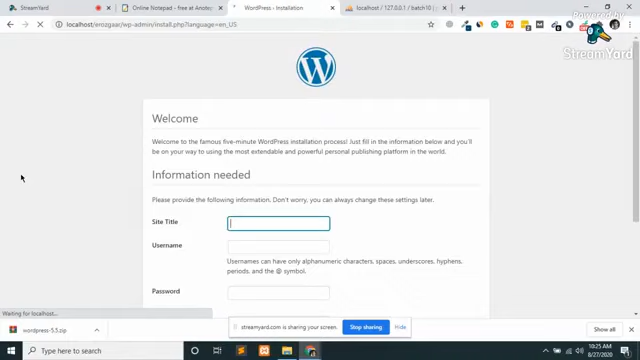 StreamYard
Online Notepad - free at Anotep
WordPress › Installation
localhost / 127.0.0.1 / batch10 /
localhost/enozgaar/wp-admin/install.php?language=en_US
Powered by
StreamYard
Welcome
Welcome to the famous five-minute WordPress installation process! Just fill in the information below and you'll
be on your way to using the most extendable and powerful personal publishing platform in the world.
Information needed
Please provide the following information. Don't worry, you can always change these settings later.
Site Title
Username
Usernames can have only alphanumeric characters, spaces, underscores, hyphens,
periods, and the @ symbol.
Password
Waiting for localhost...
streamyard.com is sharing your screen.
Stop sharing
Hide
wordpress-5.5.zip
Show all
Type here to search
10:25 AM
8/27/2020